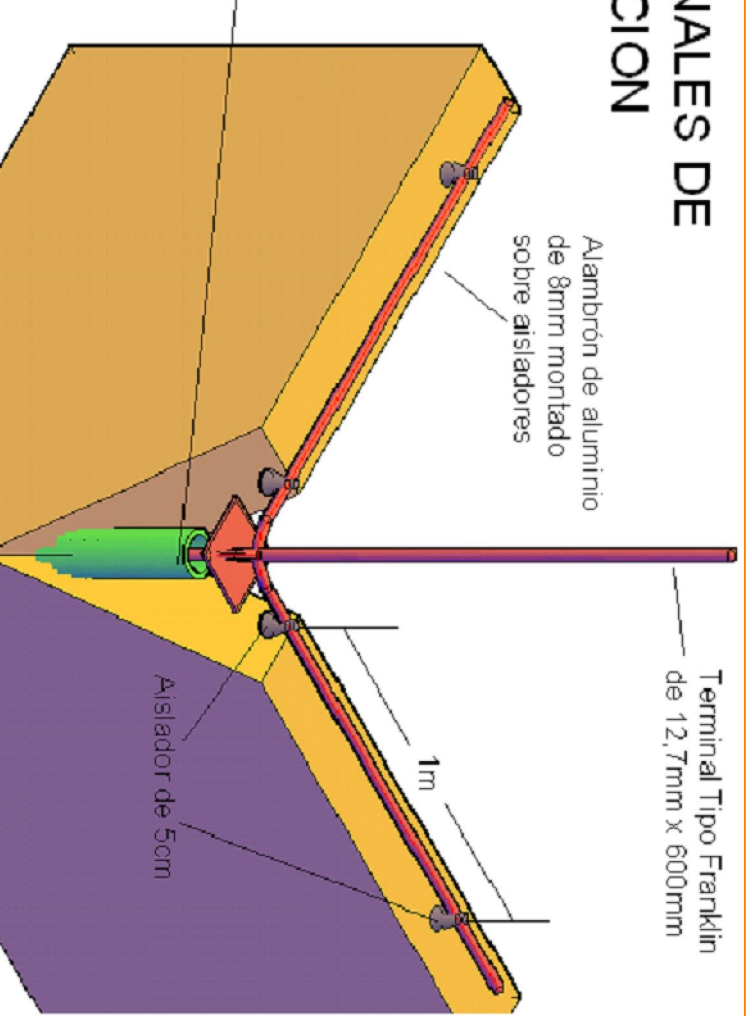 NALES DE
CION
Alambrón de aluminio
de 8mm montado
sobre aisladores
Terminal Tipo Franklin
de 12,7mm x 600mm
1m
Aislador de 5cm